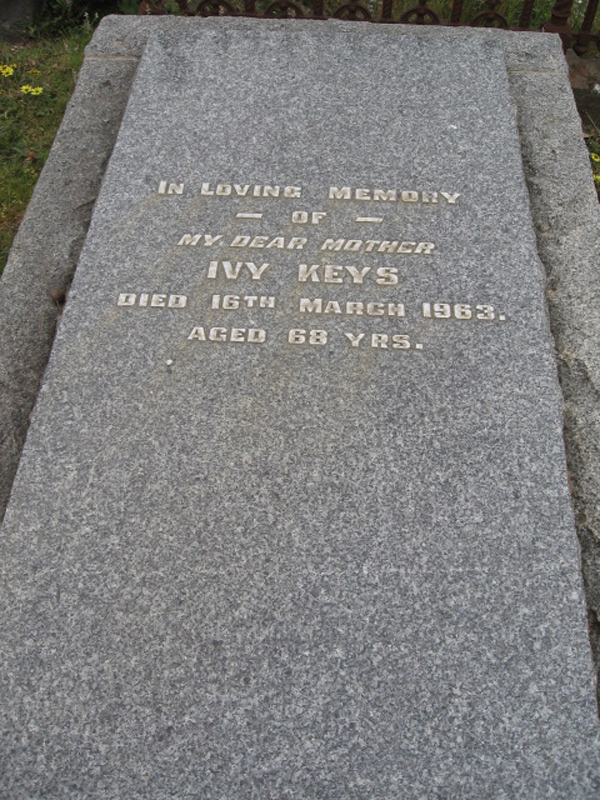 IN LOVING MEMORY
— OF —
MY DEAR MOTHER
IVY KEYS
DIED 16TH MARCH 1963.
AGED 68 YRS.